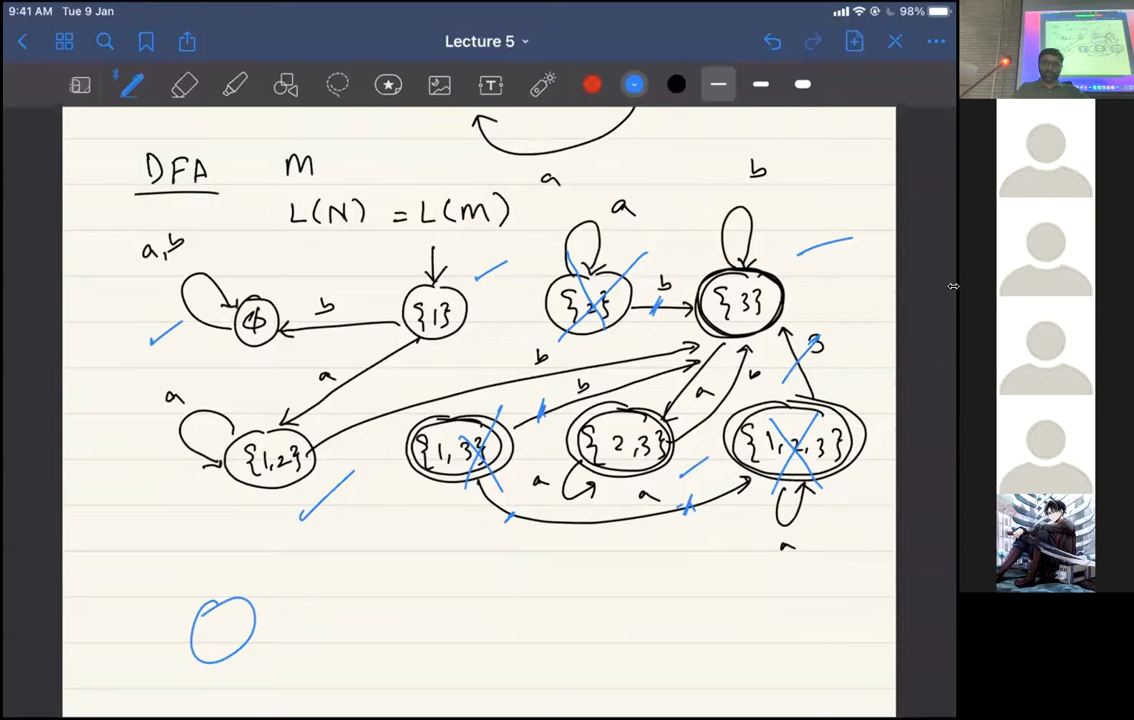 9:41 AM Tue 9 Jan
98%
Lecture 5
DFA M
L(N) = L(M)
a
b
a
a,b
{1}
{2}
b
{3}
ϕ
b
a
b
b
a
b
a
{1,2}
{1,3}
{2,3}
{1,2,3}
a
a
a